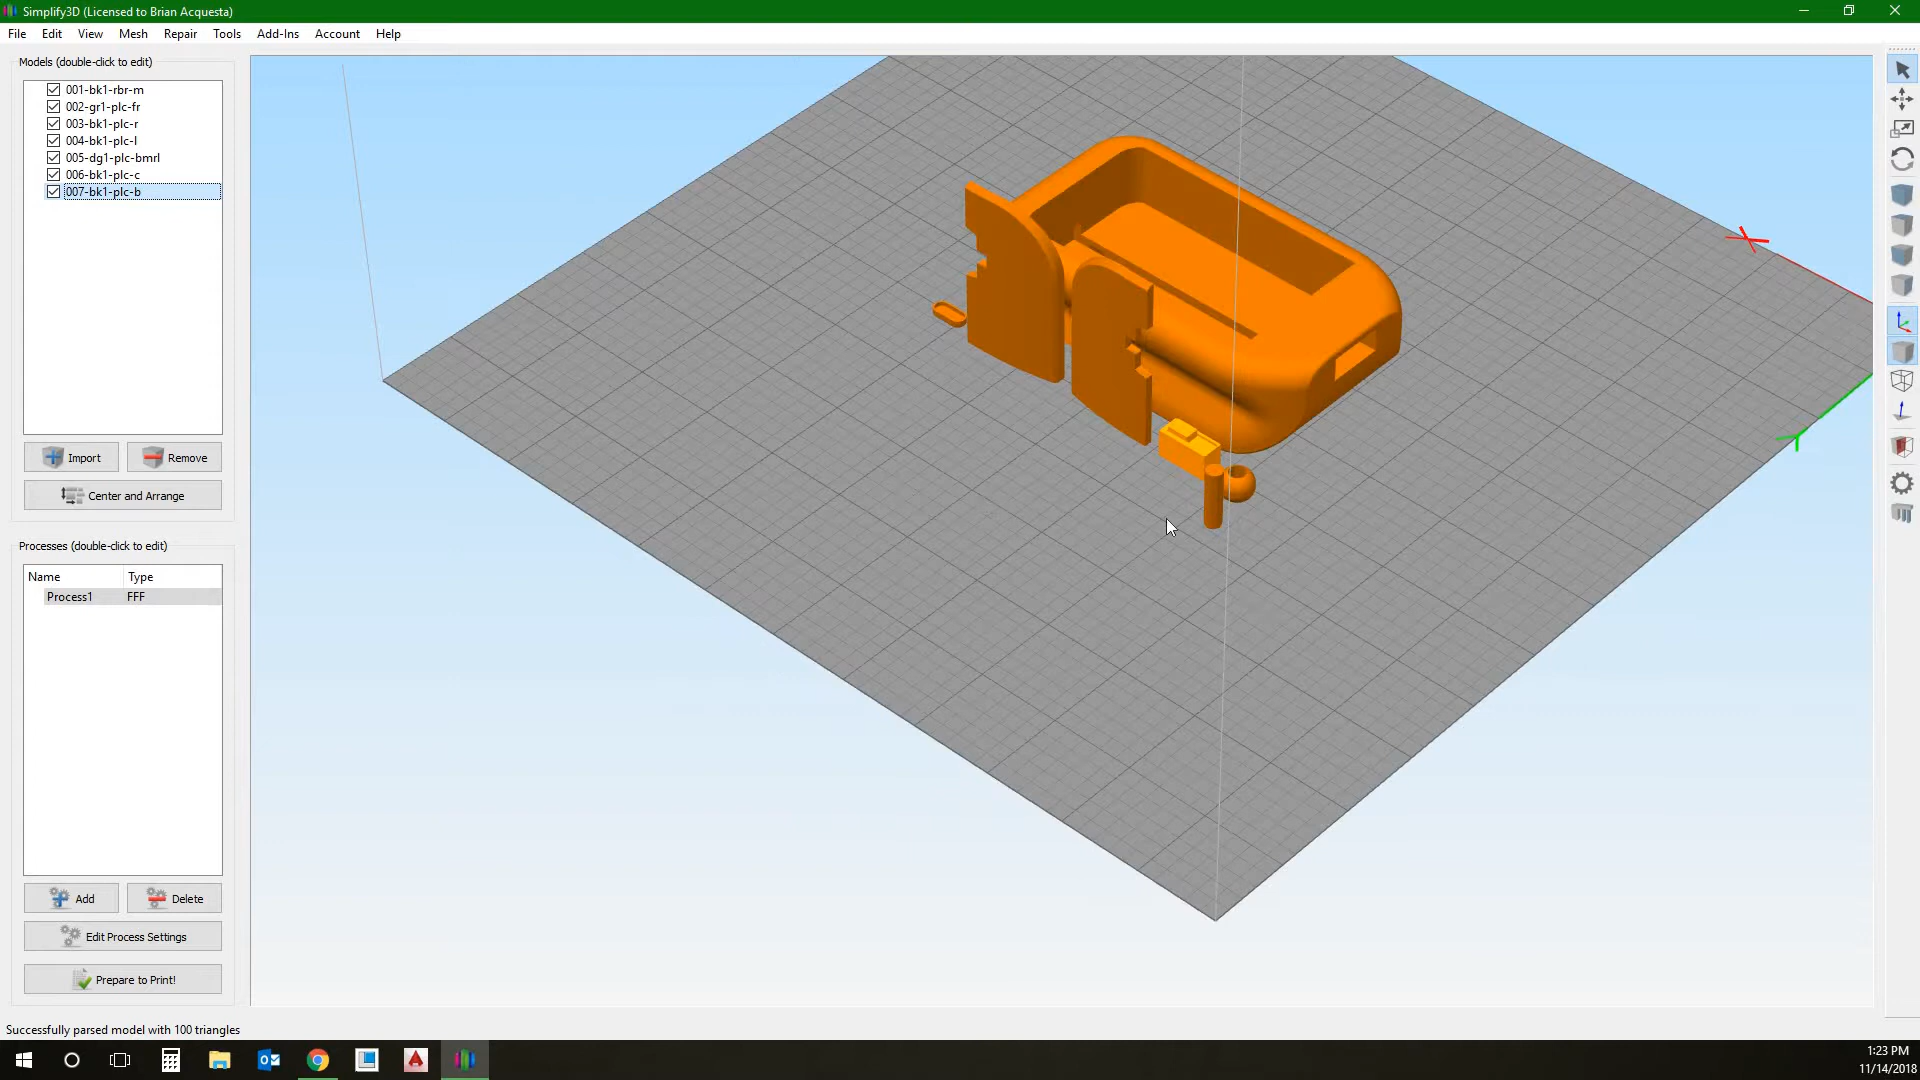 Simplify3D (Licensed to Brian Acquesta)
File Edit View Mesh Repair Tools Add-Ins Account Help
Models (double-click to edit)
001-bk1-rbr-m
002-gr1-plc-fr
003-bk1-plc-r
004-bk1-plc-l
005-dg1-plc-bmrl
006-bk1-plc-c
007-bk1-plc-b
Import Remove
Center and Arrange
Processes (double-click to edit)
Name Type
Process1 FFF
Add Delete
Edit Process Settings
Prepare to Print!
Successfully parsed model with 100 triangles
1:23 PM
11/14/2018